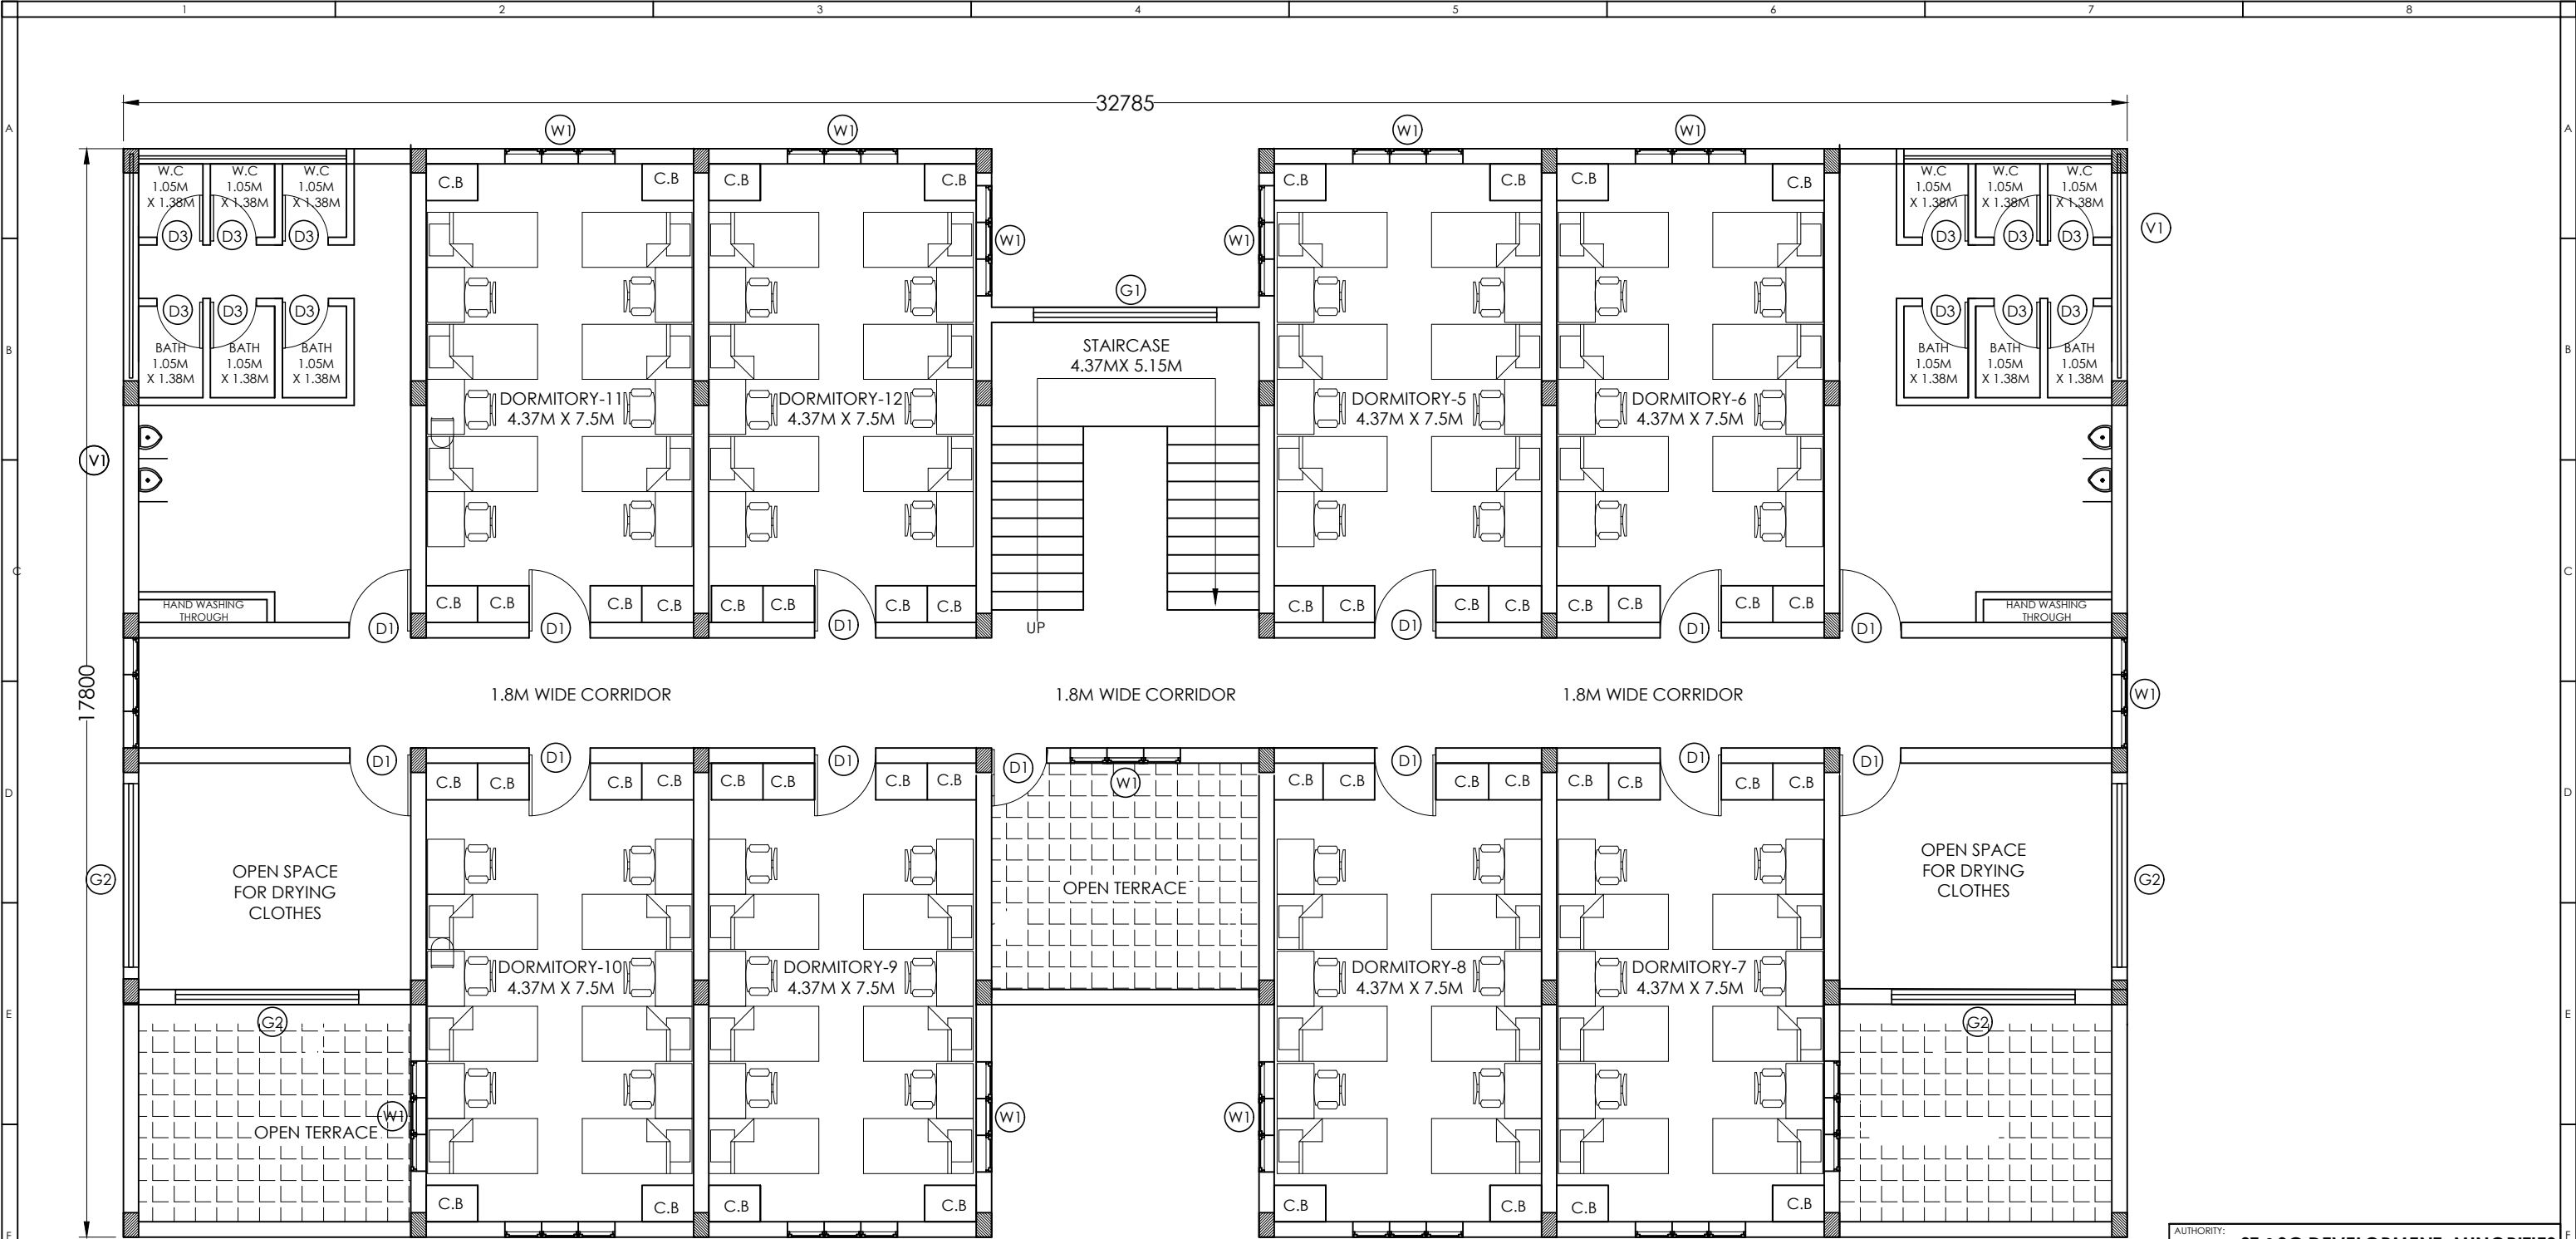 1 2 3 4 5 6 7 8
32785
A A
W1 W1 W1 W1
W.C W.C W.C
1.05M 1.05M 1.05M
X 1.38M X 1.38M X 1.38M
C.B C.B C.B C.B C.B C.B C.B C.B
W.C W.C W.C
1.05M 1.05M 1.05M
X 1.38M X 1.38M X 1.38M
D3 D3 D3 W1 W1 D3 D3 D3 V1
G1
D3 D3 D3 D3 D3 D3
B B
BATH BATH BATH
1.05M 1.05M 1.05M
X 1.38M X 1.38M X 1.38M
STAIRCASE
4.37MX 5.15M
BATH BATH BATH
1.05M 1.05M 1.05M
X 1.38M X 1.38M X 1.38M
DORMITORY-11
4.37M X 7.5M
DORMITORY-12
4.37M X 7.5M
DORMITORY-5
4.37M X 7.5M
DORMITORY-6
4.37M X 7.5M
V1
C C
HAND WASHING
THROUGH
C.B C.B C.B C.B C.B C.B C.B C.B C.B C.B C.B C.B C.B C.B C.B C.B
HAND WASHING
THROUGH
D1 D1 D1 UP D1 D1 D1
17800
1.8M WIDE CORRIDOR 1.8M WIDE CORRIDOR 1.8M WIDE CORRIDOR W1
D1 D1 D1 D1 D1 D1 D1
D D
C.B C.B C.B C.B C.B C.B C.B C.B W1 C.B C.B C.B C.B C.B C.B C.B C.B
G2
OPEN SPACE
FOR DRYING
CLOTHES
OPEN TERRACE
OPEN SPACE
FOR DRYING
CLOTHES
G2
DORMITORY-10
4.37M X 7.5M
DORMITORY-9
4.37M X 7.5M
DORMITORY-8
4.37M X 7.5M
DORMITORY-7
4.37M X 7.5M
E E
G2 G2
W1 W1 W1
OPEN TERRACE
C.B C.B C.B C.B C.B C.B C.B C.B
F
AUTHORITY: